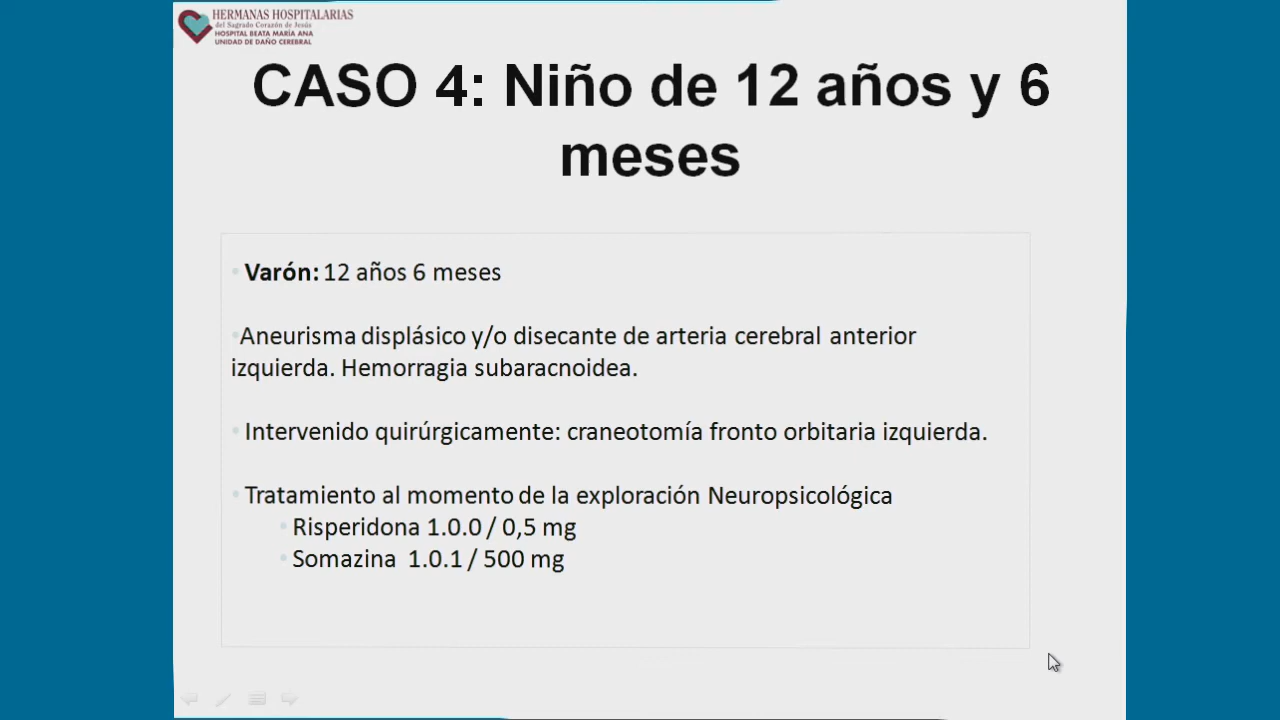 HERMANAS HOSPITALARIAS
del Sagrado Corazón de Jesús
HOSPITAL BEATA MARÍA ANA
UNIDAD DE DAÑO CEREBRAL
CASO 4: Niño de 12 años y 6
meses
Varón: 12 años 6 meses
Aneurisma displásico y/o disecante de arteria cerebral anterior
izquierda. Hemorragia subaracnoidea.
Intervenido quirúrgicamente: craneotomía fronto orbitaria izquierda.
Tratamiento al momento de la exploración Neuropsicológica
Risperidona 1.0.0 / 0,5 mg
Somazina 1.0.1 / 500 mg